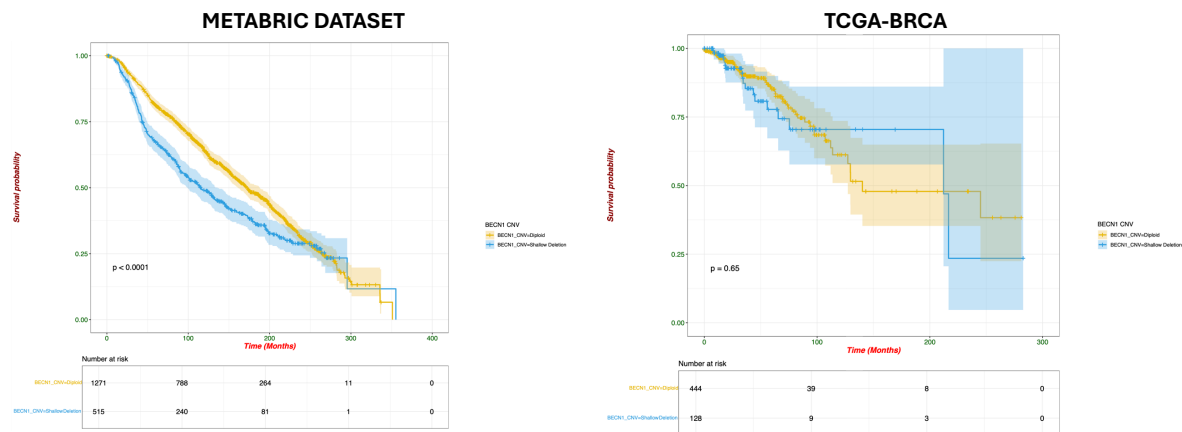 METABRIC DATASET
1.00
0.75
0.50
0.25
0.00
Survival probability
p < 0.0001
0 100 200 300 400
Time (Months)
BECN1 CNV
BECN1_CNV=Diploid
BECN1_CNV=Shallow Deletion
Number at risk
BECN1_CNV=Diploid 1271 788 264 11 0
BECN1_CNV=Shallow Deletion 515 240 81 1 0
TCGA-BRCA
1.00
0.75
0.50
0.25
0.00
Survival probability
p = 0.65
0 100 200 300
Time (Months)
BECN1 CNV
BECN1_CNV=Diploid
BECN1_CNV=Shallow Deletion
Number at risk
BECN1_CNV=Diploid 444 39 8 0
BECN1_CNV=Shallow Deletion 128 9 3 0